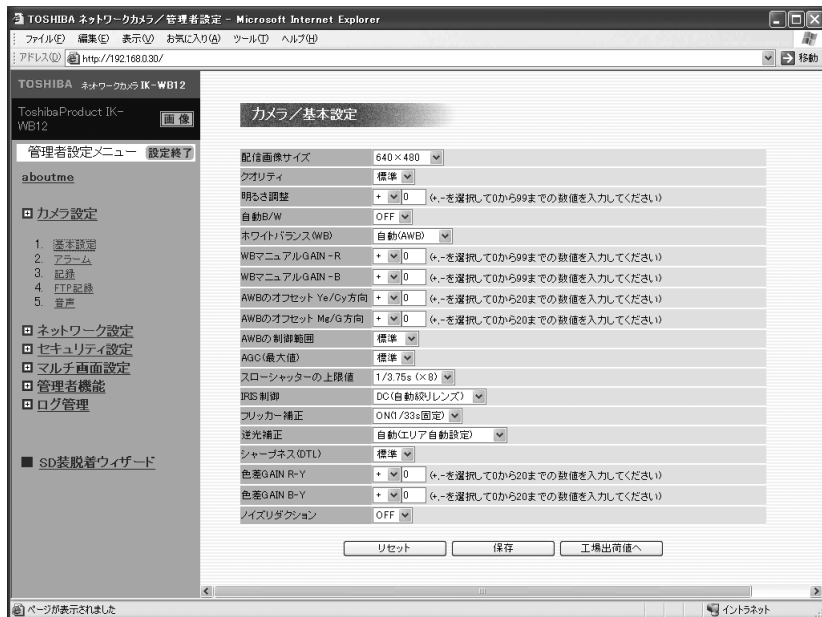 TOSHIBA ネットワークカメラ／管理者設定 - Microsoft Internet Explorer
ファイル(F) 編集(E) 表示(V) お気に入り(A) ツール(T) ヘルプ(H)
アドレス(D) http://192.168.0.30/ 移動
TOSHIBA ネットワークカメラ IK-WB12
ToshibaProduct IK-
WB12
画像
管理者設定メニュー 設定終了
aboutme
カメラ設定
1. 基本設定
2. アラーム
3. 記録
4. FTP記録
5. 音声
ネットワーク設定
セキュリティ設定
マルチ画面設定
管理者機能
ログ管理
SD装脱着ウィザード
カメラ／基本設定
配信画像サイズ 640×480
クオリティ 標準
明るさ調整 + 0 (+,-を選択して0から99までの数値を入力してください)
自動B/W OFF
ホワイトバランス(WB) 自動(AWB)
WBマニュアルGAIN-R + 0 (+,-を選択して0から99までの数値を入力してください)
WBマニュアルGAIN-B + 0 (+,-を選択して0から99までの数値を入力してください)
AWBのオフセット Ye/Cy方向 + 0 (+,-を選択して0から20までの数値を入力してください)
AWBのオフセット Mg/G方向 + 0 (+,-を選択して0から20までの数値を入力してください)
AWBの制御範囲 標準
AGC(最大値) 標準
スローシャッターの上限値 1/3.75s (×8)
IRIS制御 DC(自動絞りレンズ)
フリッカー補正 ON(1/33s固定)
逆光補正 自動(エリア自動設定)
シャープネス(DTL) 標準
色差GAIN R-Y + 0 (+,-を選択して0から20までの数値を入力してください)
色差GAIN B-Y + 0 (+,-を選択して0から20までの数値を入力してください)
ノイズリダクション OFF
リセット 保存 工場出荷値へ
ページが表示されました イントラネット